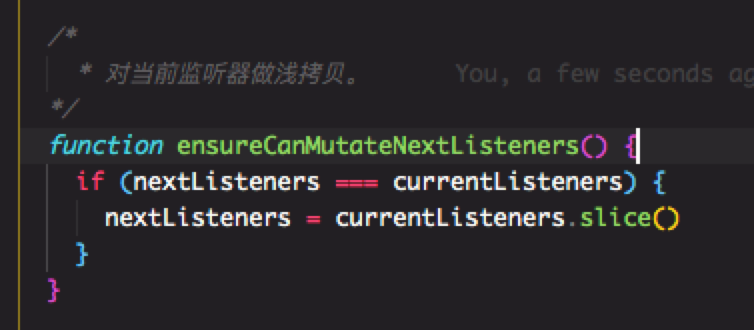 /*
 * 对当前监听器做浅拷贝。 You, a few seconds ag
*/
function ensureCanMutateNextListeners() {
  if (nextListeners === currentListeners) {
    nextListeners = currentListeners.slice()
  }
}